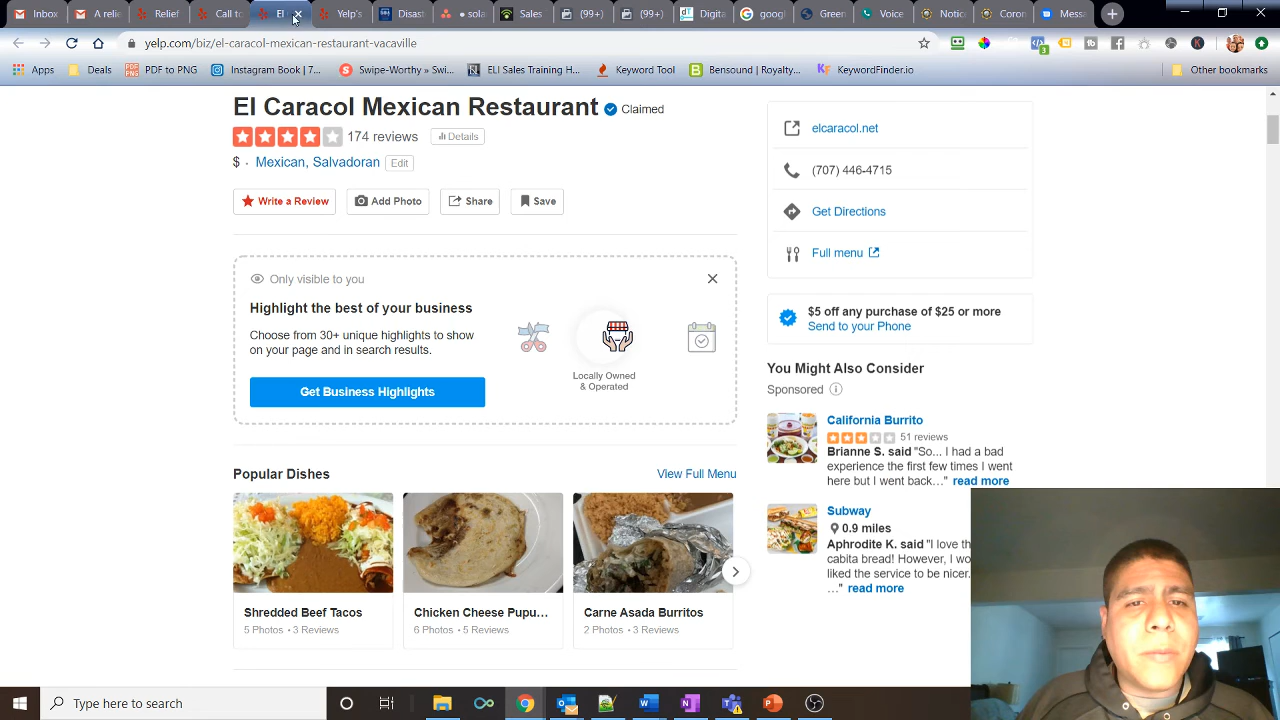 Inbox
A relie
Relief
Call to
El
Yelp's
Disast
sola
Sales
(99+)
(99+)
Digita
googl
Green
Voice
Notic
Coron
Messa
yelp.com/biz/el-caracol-mexican-restaurant-vacaville
3
Apps
Deals
PDF to PNG
Instagram Book | 7...
Swipe-Worthy » Swi...
ELI Sales Training H...
Keyword Tool
Bensound | Royalty...
KeywordFinder.io
Other bookmarks
El Caracol Mexican Restaurant
Claimed
174 reviews
Details
$ · Mexican, Salvadoran
Edit
Write a Review
Add Photo
Share
Save
Only visible to you
Highlight the best of your business
Choose from 30+ unique highlights to show
on your page and in search results.
Get Business Highlights
Locally Owned
& Operated
Popular Dishes
View Full Menu
Shredded Beef Tacos
5 Photos • 3 Reviews
Chicken Cheese Pupu...
6 Photos • 5 Reviews
Carne Asada Burritos
2 Photos • 3 Reviews
elcaracol.net
(707) 446-4715
Get Directions
Full menu
$5 off any purchase of $25 or more
Send to your Phone
You Might Also Consider
Sponsored
California Burrito
51 reviews
Brianne S. said "So... I had a bad
experience the first few times I went
here but I went back..." read more
Subway
0.9 miles
Aphrodite K. said "I love th
cabita bread! However, I wo
liked the service to be nicer.
..." read more
Type here to search